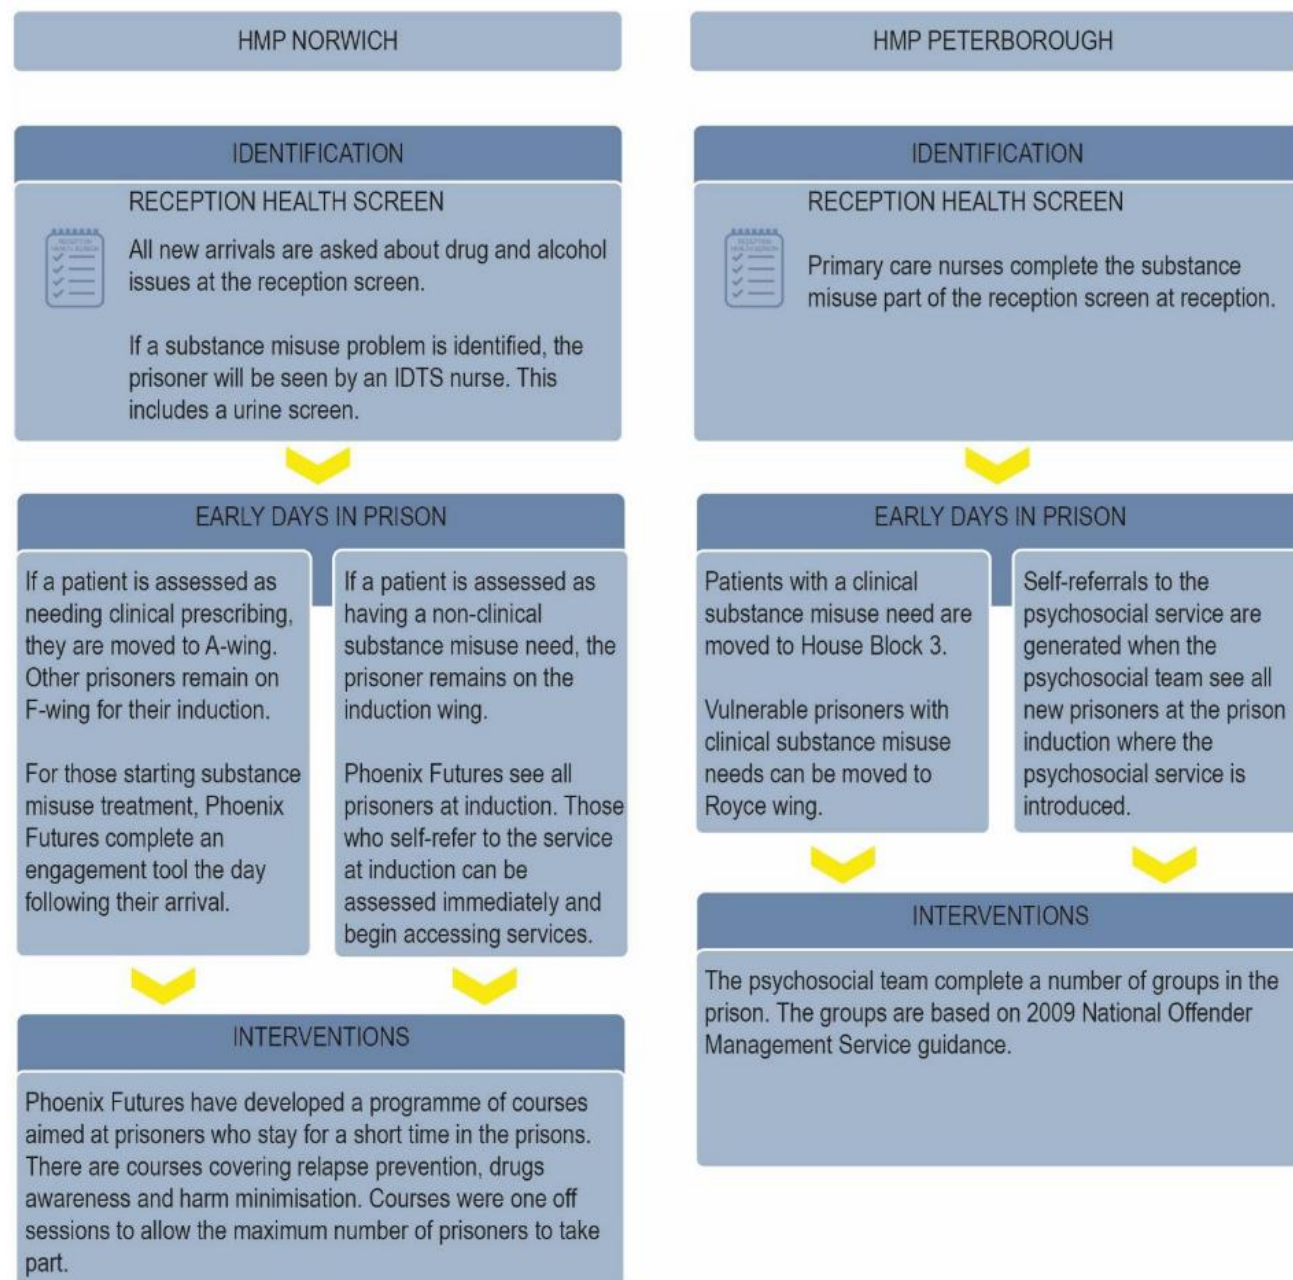 HMP NORWICH
IDENTIFICATION
RECEPTION HEALTH SCREEN
RECEPTION
HEALTH SCREEN
All new arrivals are asked about drug and alcohol
issues at the reception screen.
If a substance misuse problem is identified, the
prisoner will be seen by an IDTS nurse. This
includes a urine screen.
EARLY DAYS IN PRISON
If a patient is assessed as
needing clinical prescribing,
they are moved to A-wing.
Other prisoners remain on
F-wing for their induction.
For those starting substance
misuse treatment, Phoenix
Futures complete an
engagement tool the day
following their arrival.
If a patient is assessed as
having a non-clinical
substance misuse need, the
prisoner remains on the
induction wing.
Phoenix Futures see all
prisoners at induction. Those
who self-refer to the service
at induction can be
assessed immediately and
begin accessing services.
INTERVENTIONS
Phoenix Futures have developed a programme of courses
aimed at prisoners who stay for a short time in the prisons.
There are courses covering relapse prevention, drugs
awareness and harm minimisation. Courses were one off
sessions to allow the maximum number of prisoners to take
part.
HMP PETERBOROUGH
IDENTIFICATION
RECEPTION HEALTH SCREEN
RECEPTION
HEALTH SCREEN
Primary care nurses complete the substance
misuse part of the reception screen at reception.
EARLY DAYS IN PRISON
Patients with a clinical
substance misuse need are
moved to House Block 3.
Vulnerable prisoners with
clinical substance misuse
needs can be moved to
Royce wing.
Self-referrals to the
psychosocial service are
generated when the
psychosocial team see all
new prisoners at the prison
induction where the
psychosocial service is
introduced.
INTERVENTIONS
The psychosocial team complete a number of groups in the
prison. The groups are based on 2009 National Offender
Management Service guidance.